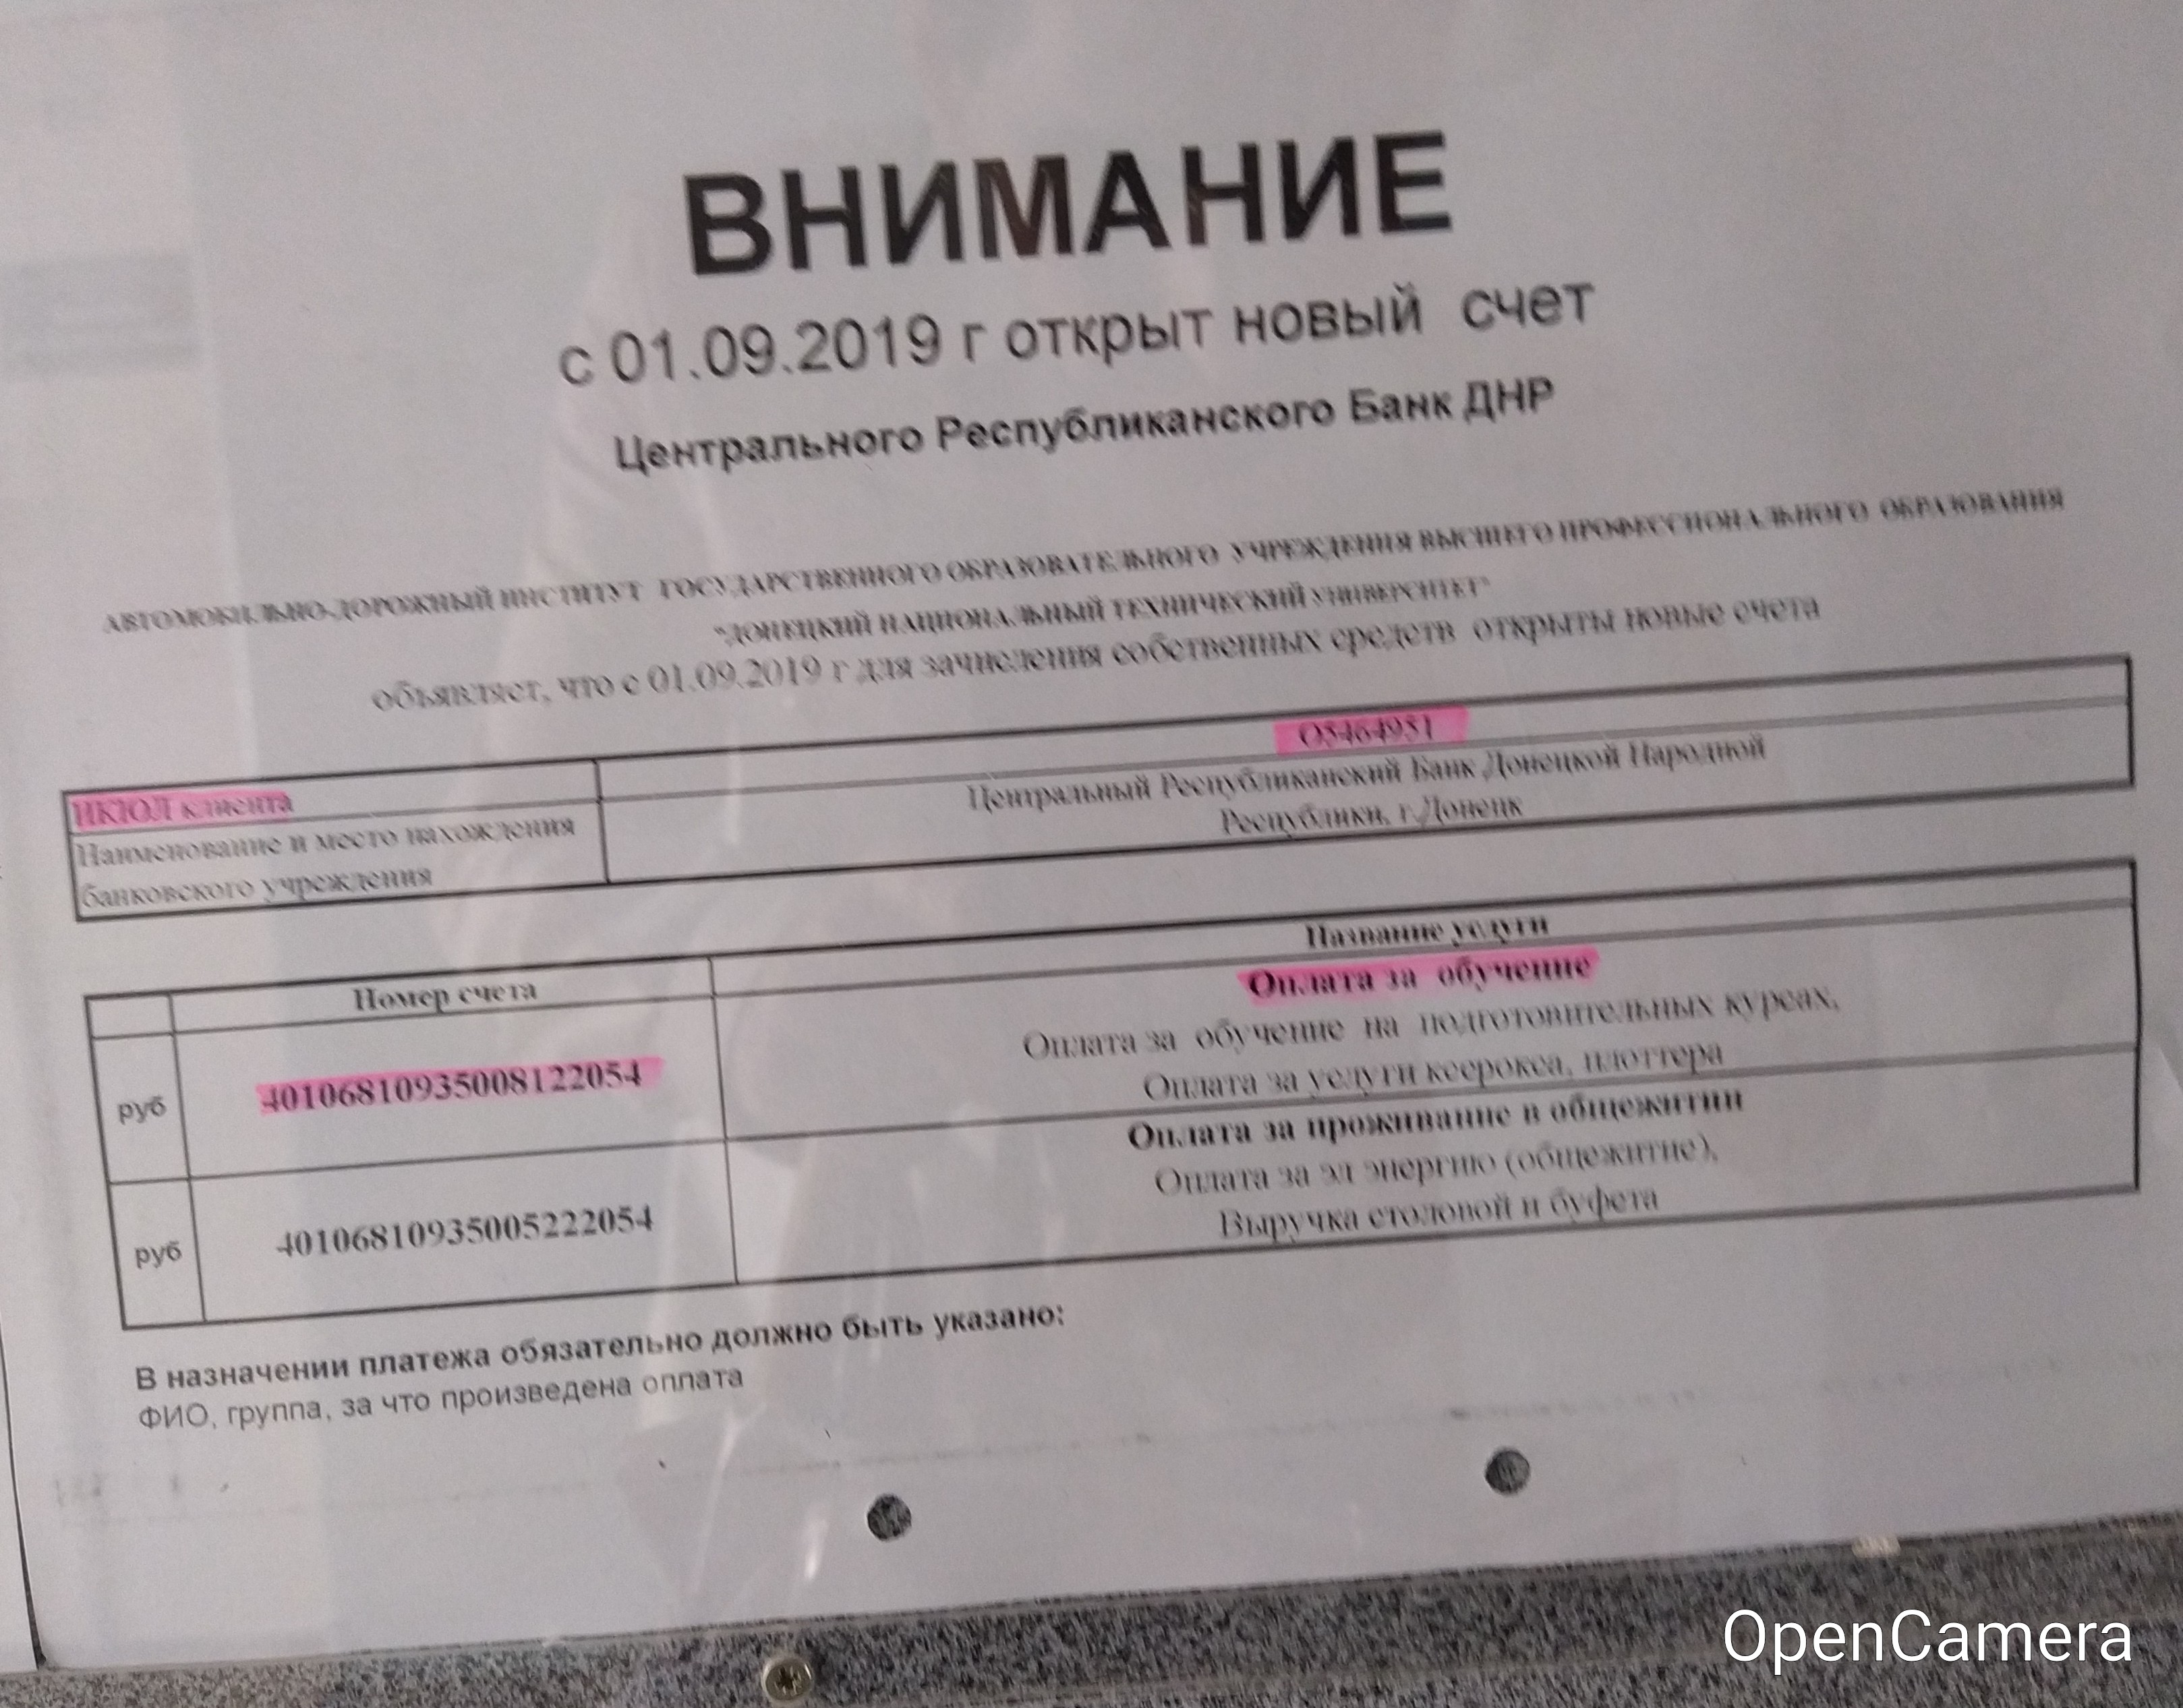 ВНИМАНИЕ
с 01.09.2019 г открыт новый счет
Центрального Республиканского Банк ДНР
АВТОМОБИЛЬНО-ДОРОЖНЫЙ ИНСТИТУТ ГОСУДАРСТВЕННОГО ОБРАЗОВАТЕЛЬНОГО УЧРЕЖДЕНИЯ ВЫСШЕГО ПРОФЕССИОНАЛЬНОГО ОБРАЗОВАНИЯ
"ДОНЕЦКИЙ НАЦИОНАЛЬНЫЙ ТЕХНИЧЕСКИЙ УНИВЕРСИТЕТ"
объявляет, что с 01.09.2019 г для зачисления собственных средств открыты новые счета
ИКЮЛ клиента
О5464951
Наименование и место нахождения
банковского учреждения
Центральный Республиканский Банк Донецкой Народной
Республики, г.Донецк
Номер счета
Название услуги
руб
40106810935008122054
Оплата за обучение
Оплата за обучение на подготовительных курсах,
Оплата за услуги ксерокса, плоттера
руб
40106810935005222054
Оплата за проживание в общежитии
Оплата за эл энергию (общежитие),
Выручка столовой и буфета
В назначении платежа обязательно должно быть указано:
ФИО, группа, за что произведена оплата
OpenCamera